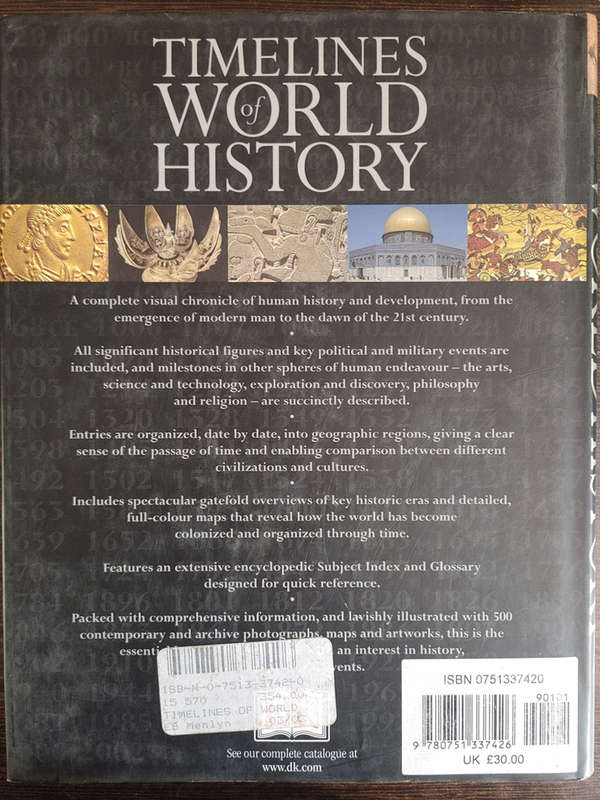 TIMELINES
of
WORLD
HISTORY
A complete visual chronicle of human history and development, from the
emergence of modern man to the dawn of the 21st century.
•
All significant historical figures and key political and military events are
included, and milestones in other spheres of human endeavour – the arts,
science and technology, exploration and discovery, philosophy
and religion – are succinctly described.
•
Entries are organized, date by date, into geographic regions, giving a clear
sense of the passage of time and enabling comparison between different
civilizations and cultures.
•
Includes spectacular gatefold overviews of key historic eras and detailed,
full-colour maps that reveal how the world has become
colonized and organized through time.
•
Features an extensive encyclopedic Subject Index and Glossary
designed for quick reference.
•
Packed with comprehensive information, and lavishly illustrated with 500
contemporary and archive photographs, maps and artworks, this is the
an interest in history,
ISB-N-0-7513-3742-0
15 570
TIMELINES OF WORLD
Menlyn
See our complete catalogue at
www.dk.com
ISBN 0751337420
90101
9 780751 337426
UK £30.00